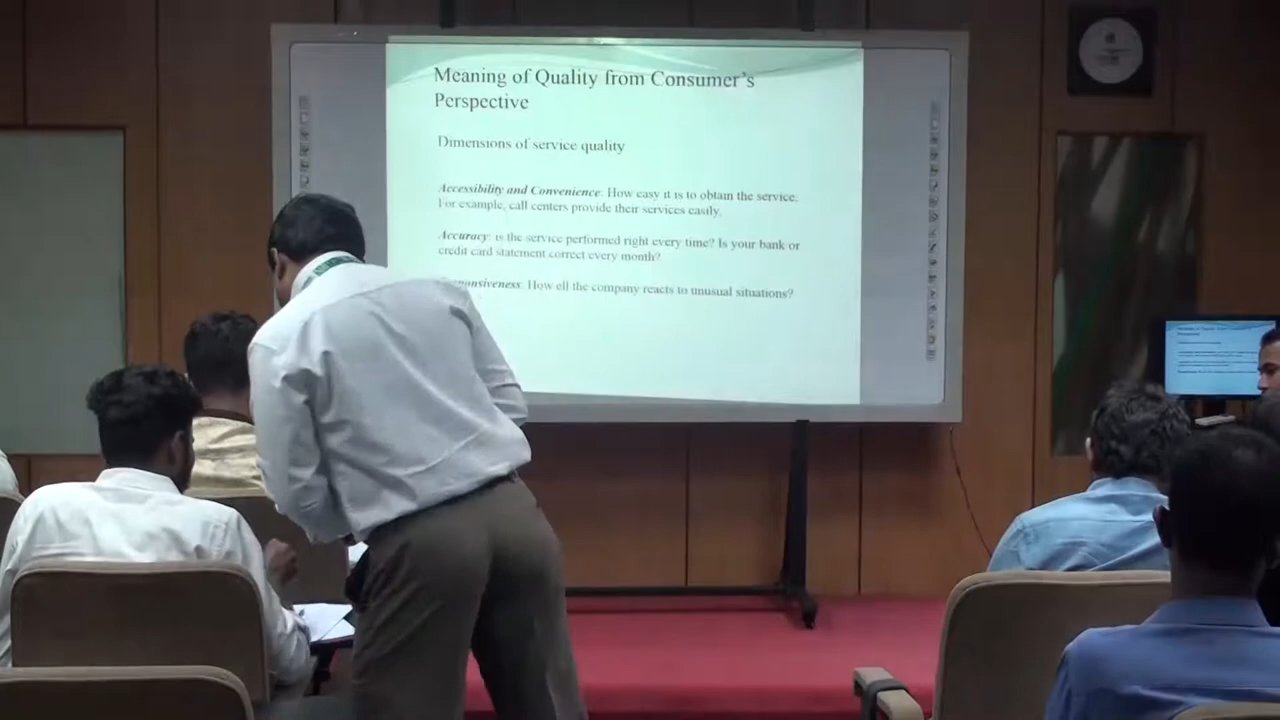 Meaning of Quality from Consumer's
Perspective
Dimensions of service quality
Accessibility and Convenience: How easy it is to obtain the service.
For example, call centers provide their services easily.
Accuracy: is the service performed right every time? Is your bank or
credit card statement correct every month?
ponsiveness: How ell the company reacts to unusual situations?